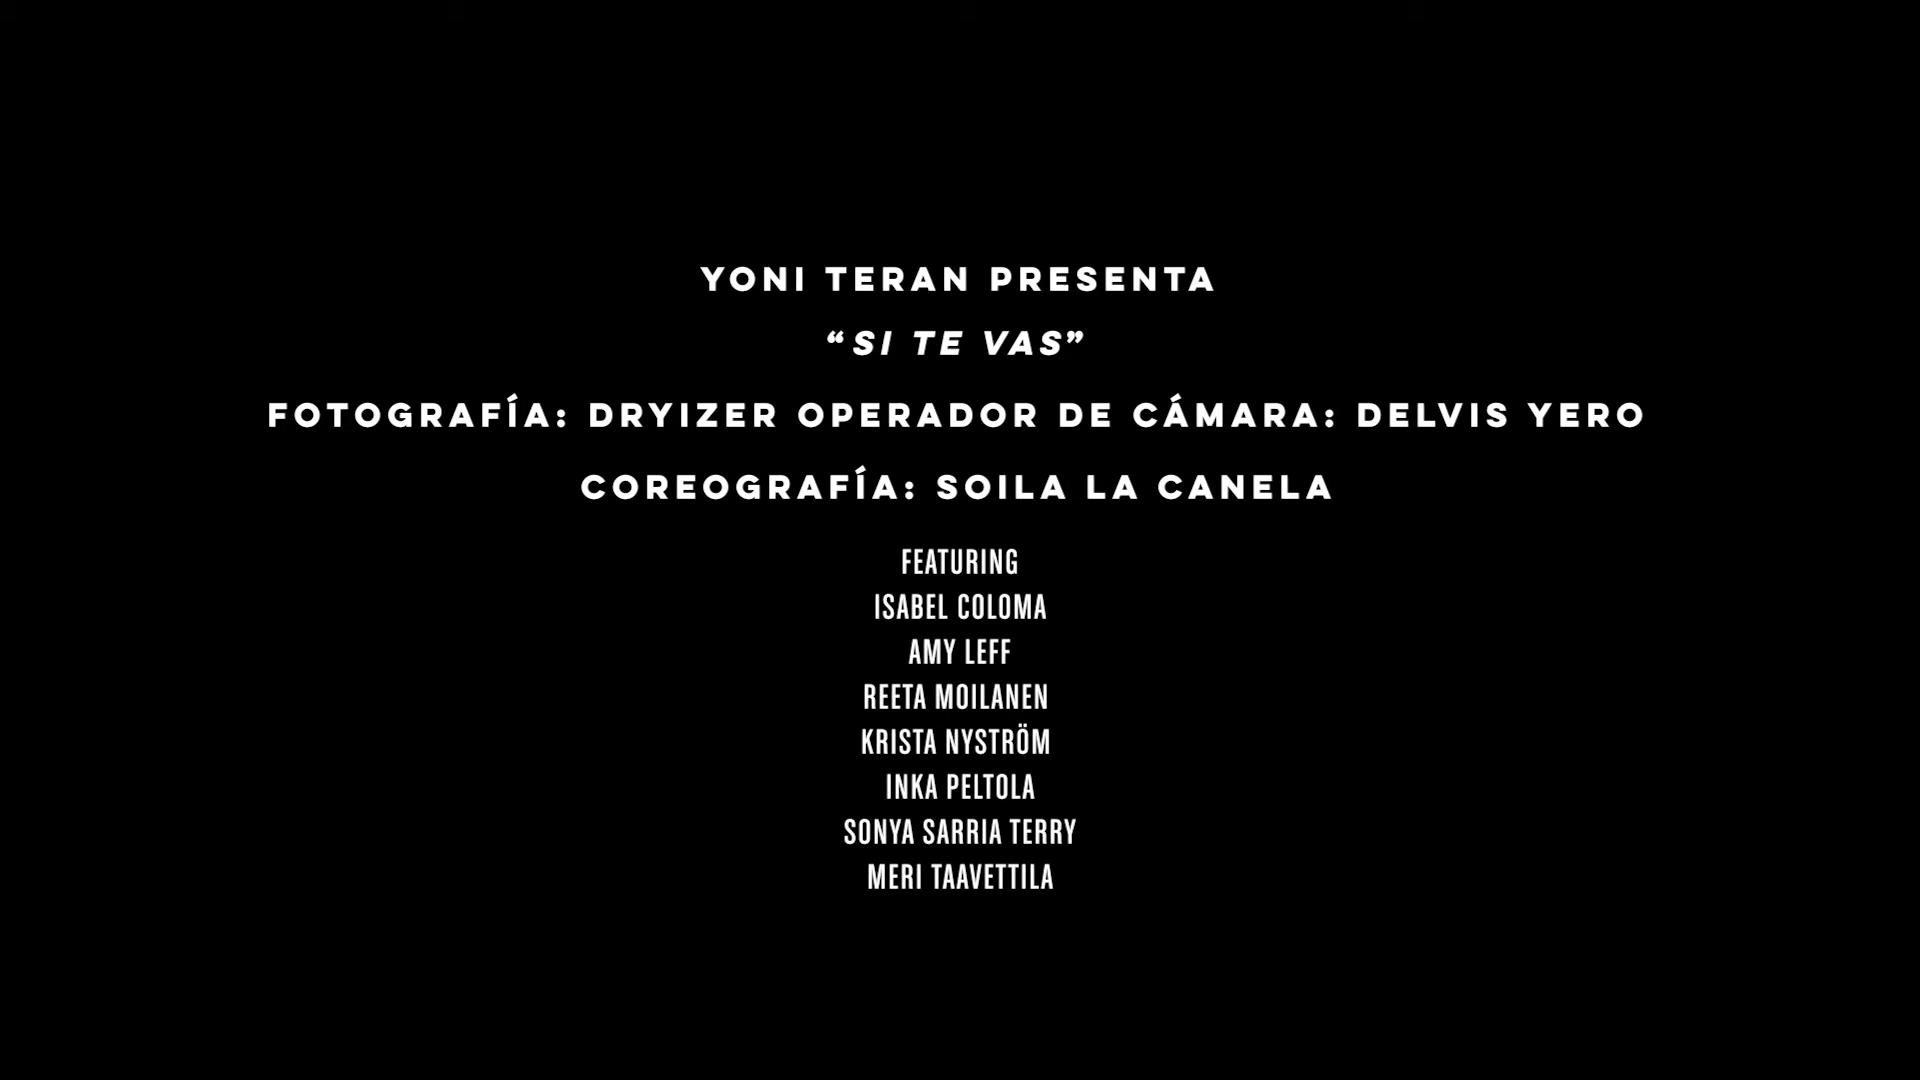 YONI TERAN PRESENTA
“SI TE VAS”
FOTOGRAFÍA: DRYIZER OPERADOR DE CÁMARA: DELVIS YERO
COREOGRAFÍA: SOILA LA CANELA
FEATURING
ISABEL COLOMA
AMY LEFF
REETA MOILANEN
KRISTA NYSTRÖM
INKA PELTOLA
SONYA SARRIA TERRY
MERI TAAVETTILA